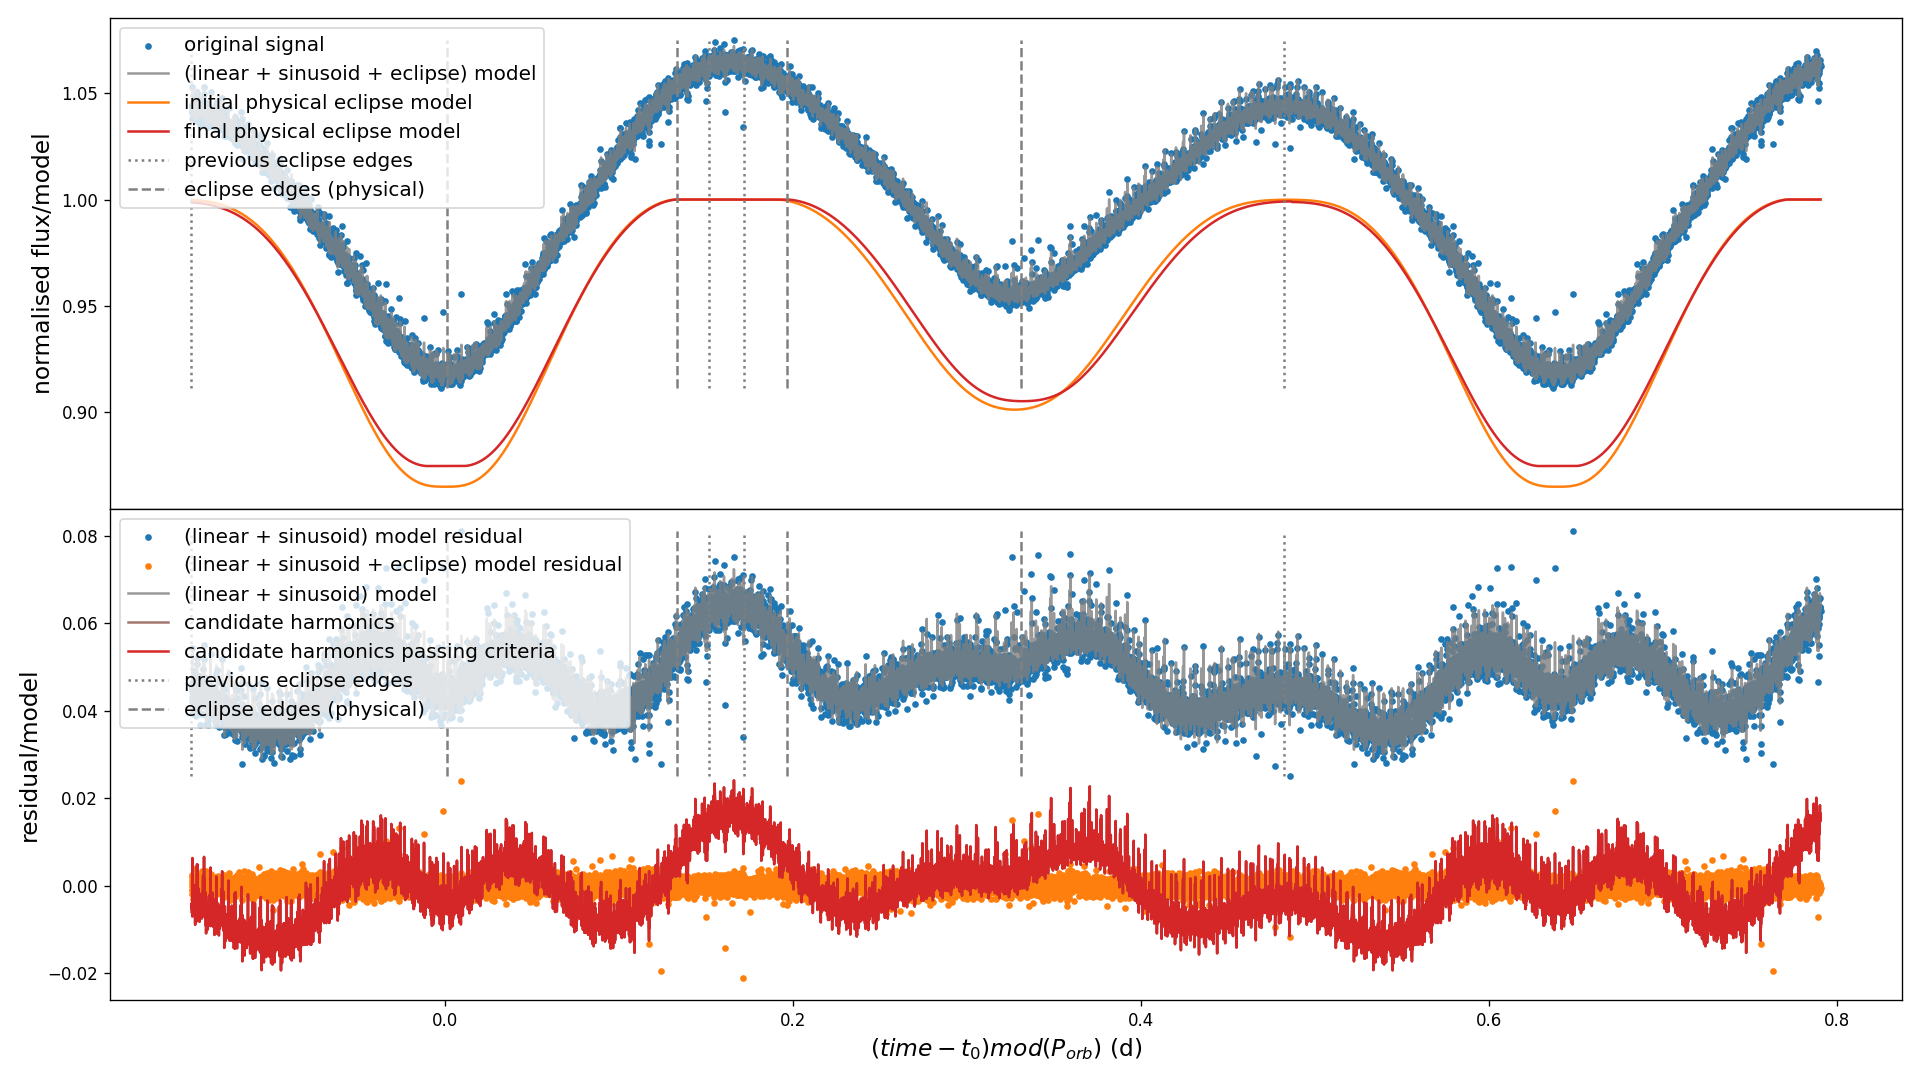 original signal
(linear + sinusoid + eclipse) model
initial physical eclipse model
final physical eclipse model
previous eclipse edges
eclipse edges (physical)
normalised flux/model
1.05
1.00
0.95
0.90
(linear + sinusoid) model residual
(linear + sinusoid + eclipse) model residual
(linear + sinusoid) model
candidate harmonics
candidate harmonics passing criteria
previous eclipse edges
eclipse edges (physical)
residual/model
0.08
0.06
0.04
0.02
0.00
−0.02
0.0 0.2 0.4 0.6 0.8
(time − t₀)mod(P_orb) (d)